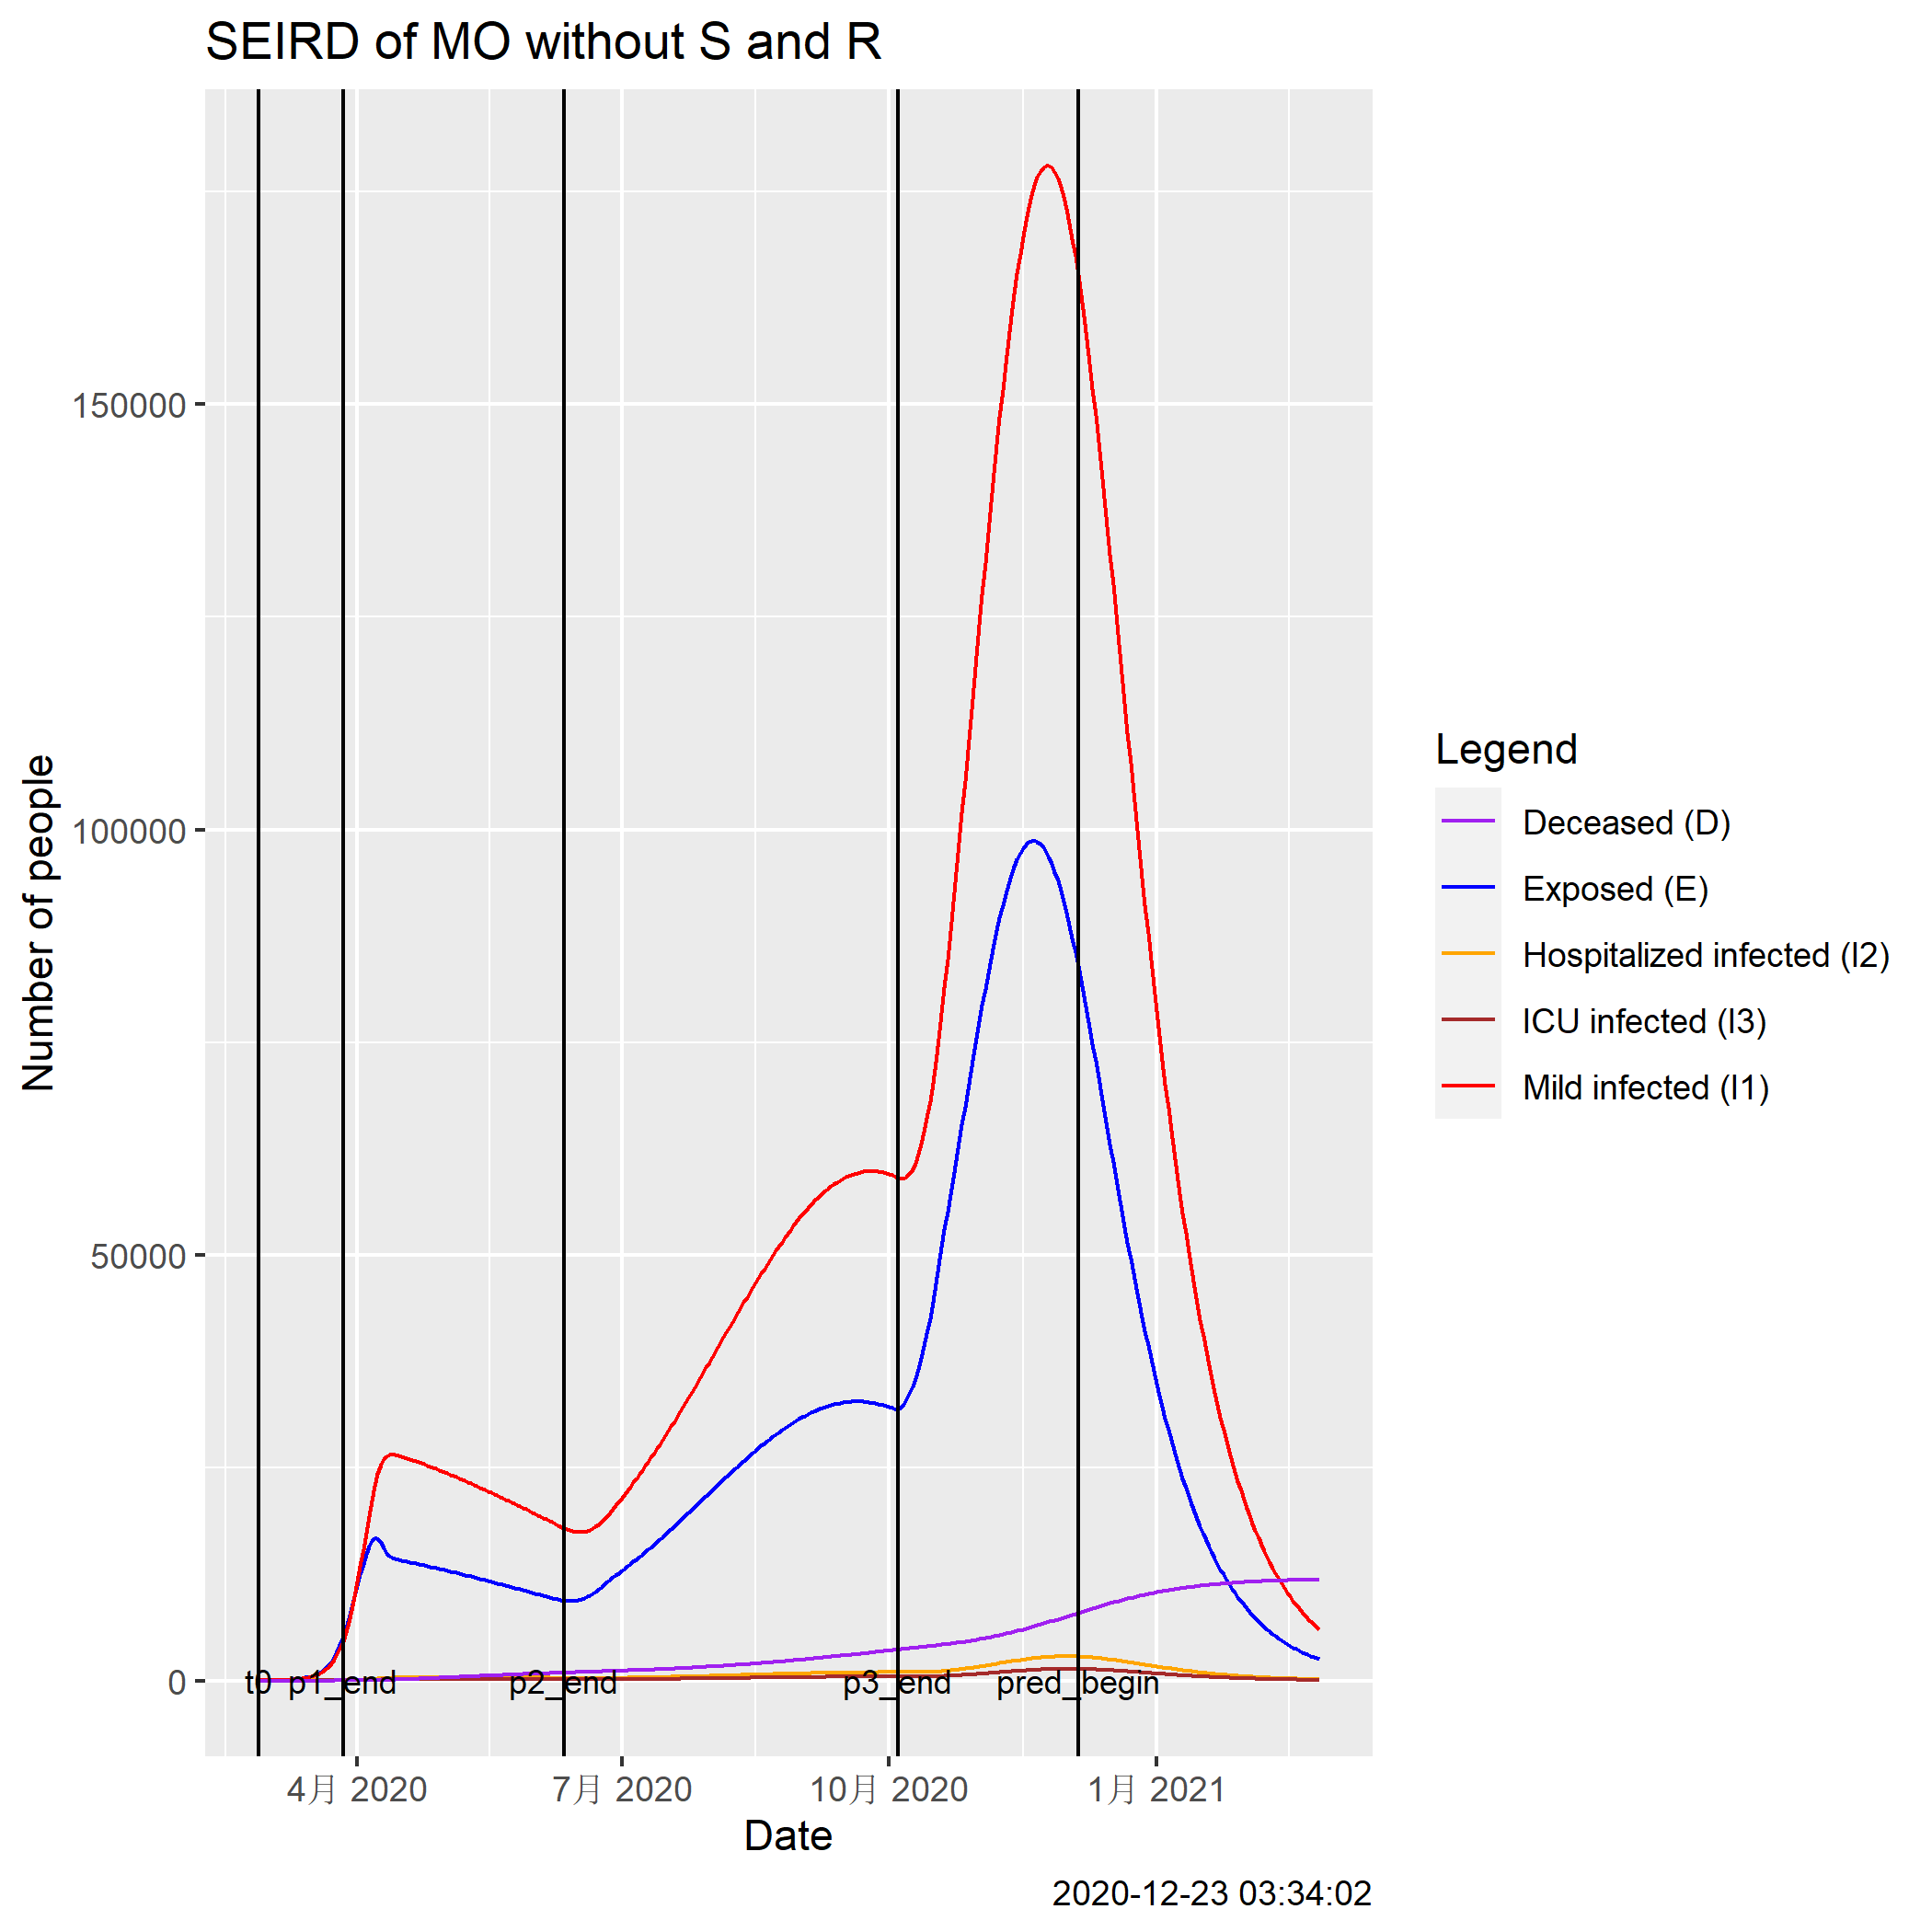 SEIRD of MO without S and R
Number of people
150000
100000
50000
0
t0 p1_end p2_end p3_end pred_begin
4月 2020 7月 2020 10月 2020 1月 2021
Date
2020-12-23 03:34:02
Legend
Deceased (D)
Exposed (E)
Hospitalized infected (I2)
ICU infected (I3)
Mild infected (I1)